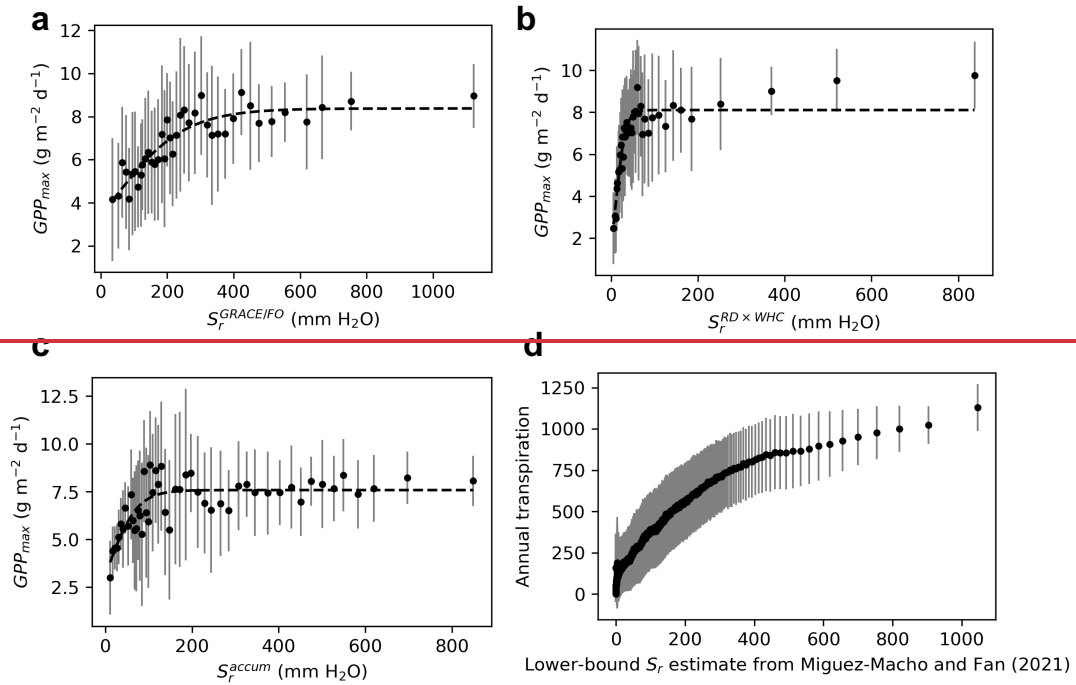 a
12
10
8
6
4
2
GPPmax (g m−2 d−1)
0 200 400 600 800 1000
Sr^GRACE/FO (mm H2O)
b
10
8
6
4
2
GPPmax (g m−2 d−1)
0 200 400 600 800
Sr^RD × WHC (mm H2O)
c
12.5
10.0
7.5
5.0
2.5
GPPmax (g m−2 d−1)
0 200 400 600 800
Sr^accum (mm H2O)
d
1250
1000
750
500
250
0
Annual transpiration
0 200 400 600 800 1000
Lower-bound Sr estimate from Miguez-Macho and Fan (2021)